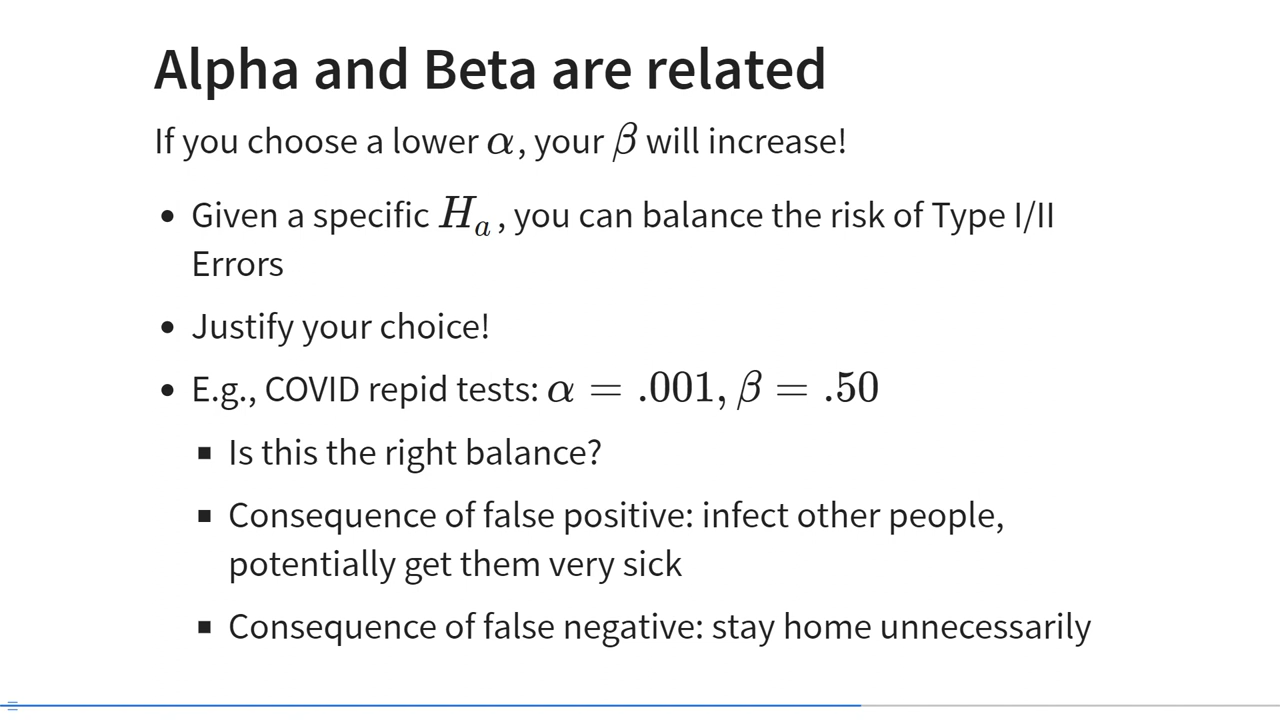 Alpha and Beta are related
If you choose a lower α, your β will increase!
• Given a specific Hₐ, you can balance the risk of Type I/II
Errors
• Justify your choice!
• E.g., COVID repid tests: α = .001, β = .50
▪ Is this the right balance?
▪ Consequence of false positive: infect other people,
potentially get them very sick
▪ Consequence of false negative: stay home unnecessarily